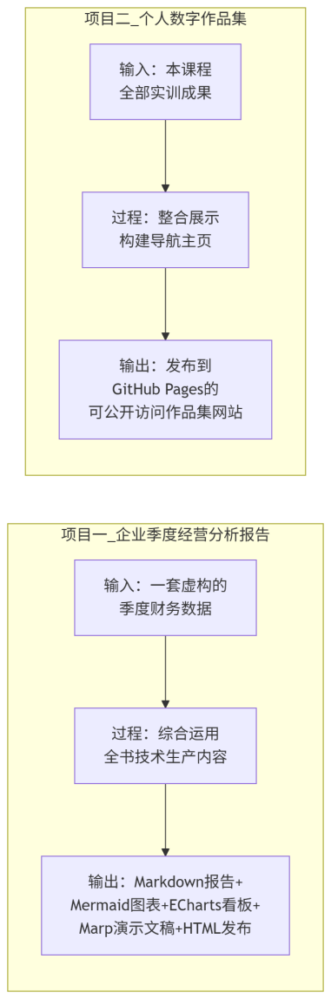 项目二_个人数字作品集
输入：本课程
全部实训成果
过程：整合展示
构建导航主页
输出：发布到
GitHub Pages的
可公开访问作品集网站
项目一_企业季度经营分析报告
输入：一套虚构的
季度财务数据
过程：综合运用
全书技术生产内容
输出：Markdown报告+
Mermaid图表+ECharts看板+
Marp演示文稿+HTML发布